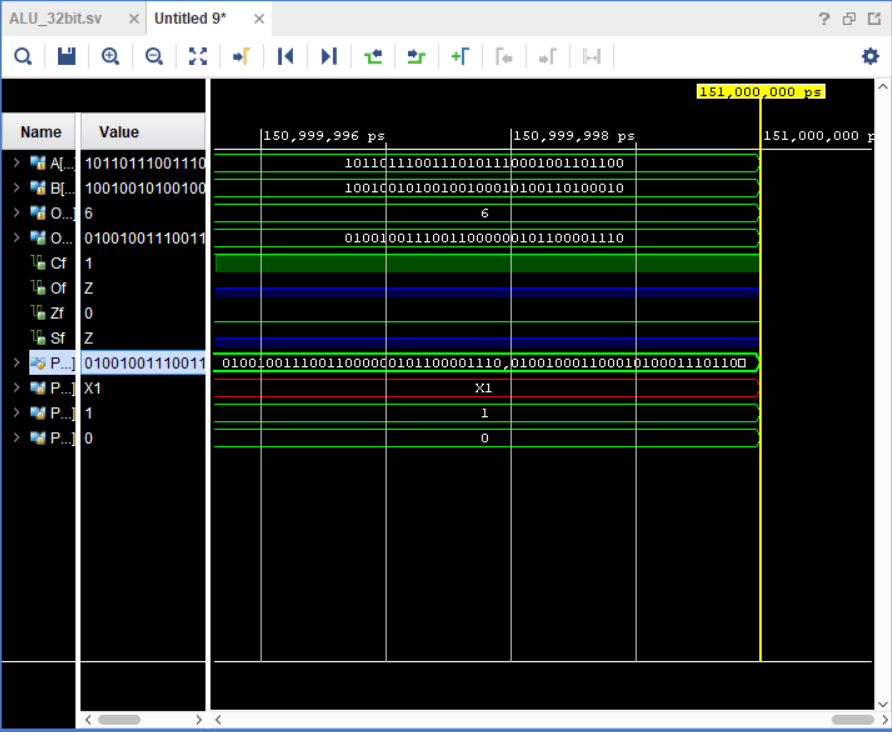 ALU_32bit.sv × Untitled 9* × ?
151,000,000 ps
Name Value 150,999,996 ps 150,999,998 ps 151,000,000 p
A[...] 10110111001110 10110111001110101110001001101100
B[... 10010010100100 10010010100100100010100110100010
O...] 6 6
O... 01001001110011 01001001110011000000101100001110
Cf 1
Of Z
Zf 0
Sf Z
P...] 01001001110011 01001001110011000000101100001110,0100100011000101000111011 0
P...] X1 X1
P...] 1 1
P...] 0 0